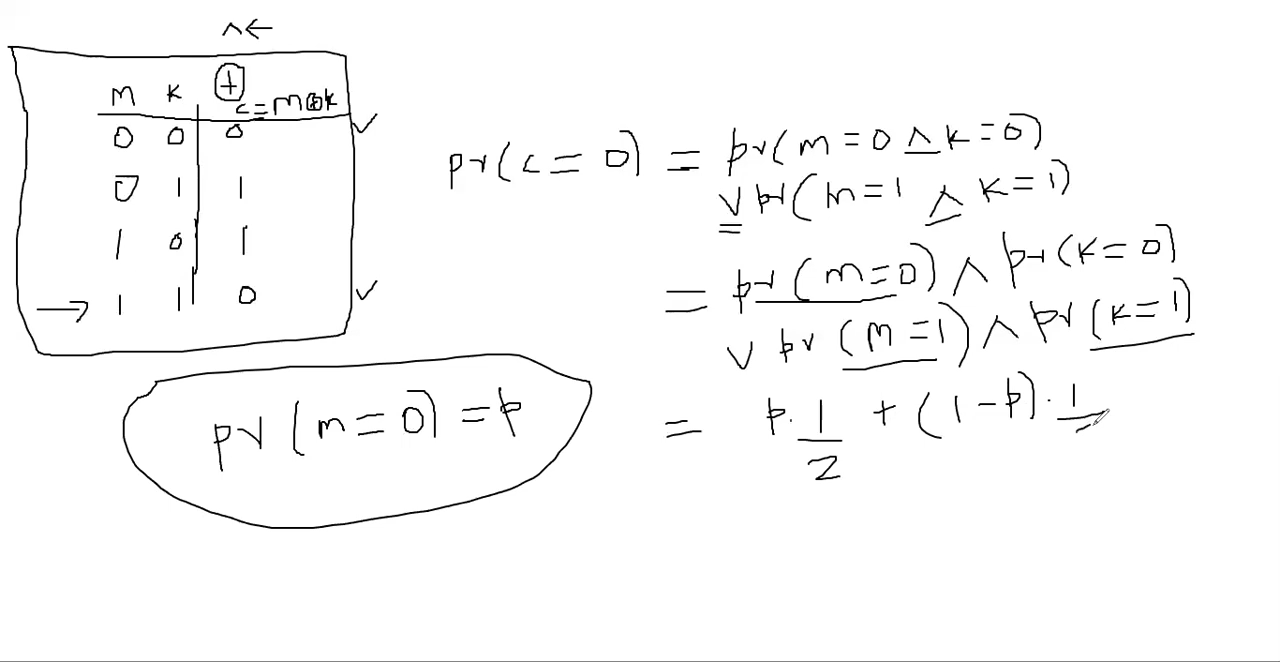 ∧←
M K ⊕
c=m⊕k
0 0 0 ✓
0 1 1
1 0 1
→ 1 1 0 ✓
pr(c=0) = pr(m=0 ∧ k=0)
∨ pr(m=1 ∧ k=1)
= pr(m=0) ∧ pr(k=0)
∨ pr(m=1) ∧ pr(k=1)
= p·1/2 + (1-p)·1
pr(m=0)=p